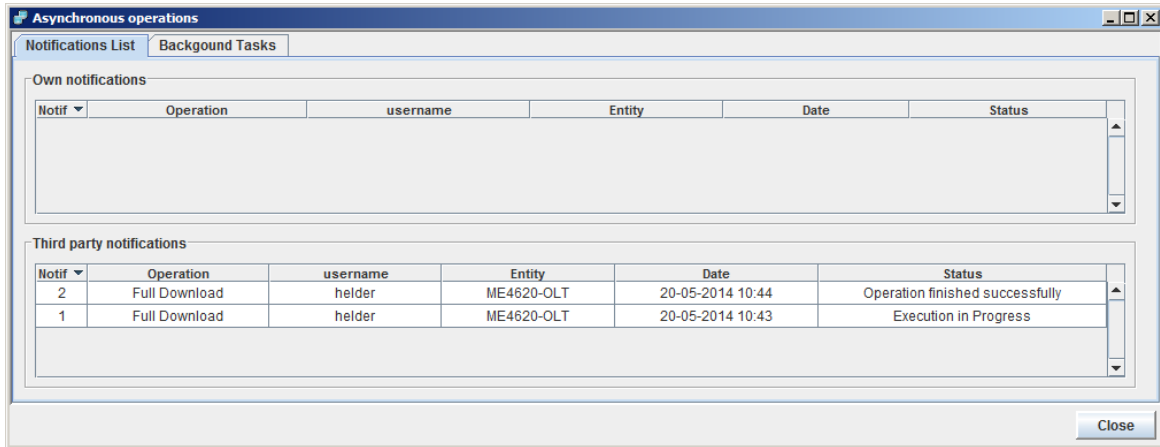 Asynchronous operations
Notifications List Backgound Tasks
Own notifications
Notif Operation username Entity Date Status
Third party notifications
Notif Operation username Entity Date Status
2 Full Download helder ME4620-OLT 20-05-2014 10:44 Operation finished successfully
1 Full Download helder ME4620-OLT 20-05-2014 10:43 Execution in Progress
Close